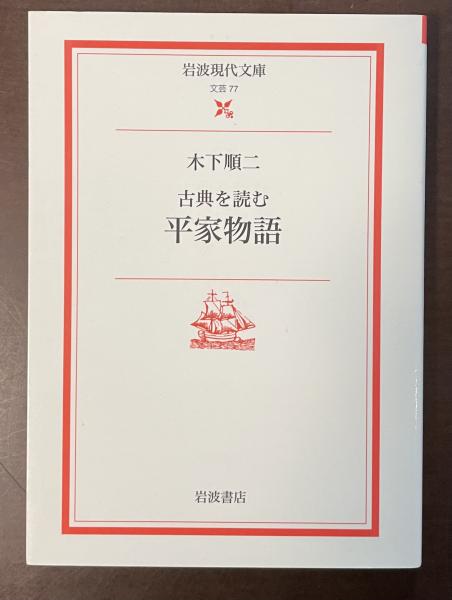 岩波現代文庫
文芸 77
木下順二
古典を読む
平家物語
岩波書店